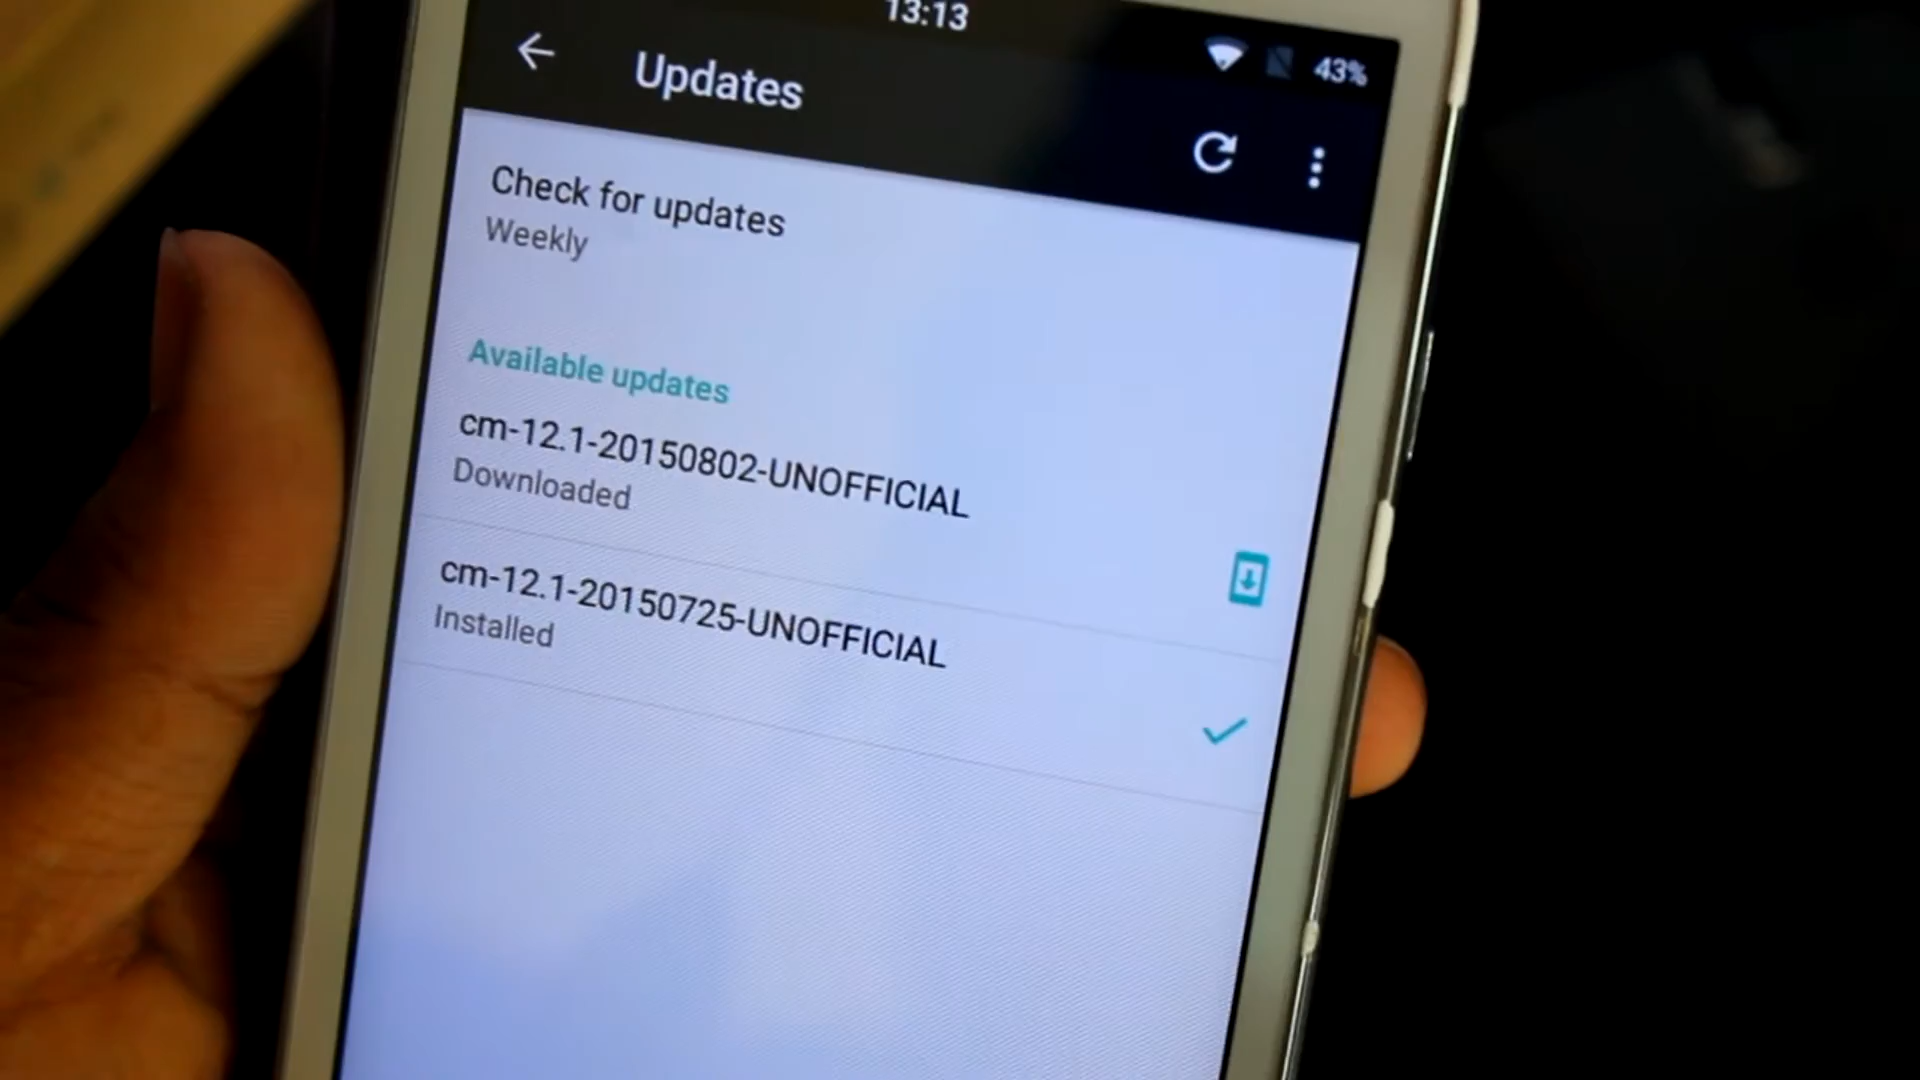 13:13
43%
Updates
Check for updates
Weekly
Available updates
cm-12.1-20150802-UNOFFICIAL
Downloaded
cm-12.1-20150725-UNOFFICIAL
Installed